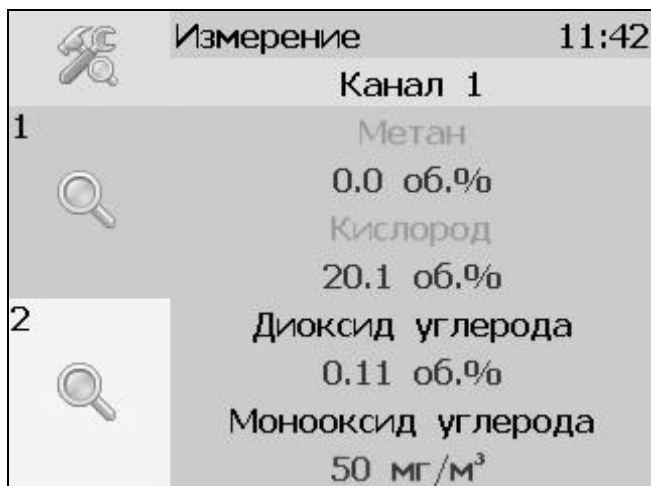 Измерение 11:42
Канал 1
1
Метан
0.0 об.%
Кислород
20.1 об.%
2
Диоксид углерода
0.11 об.%
Монооксид углерода
50 мг/м³